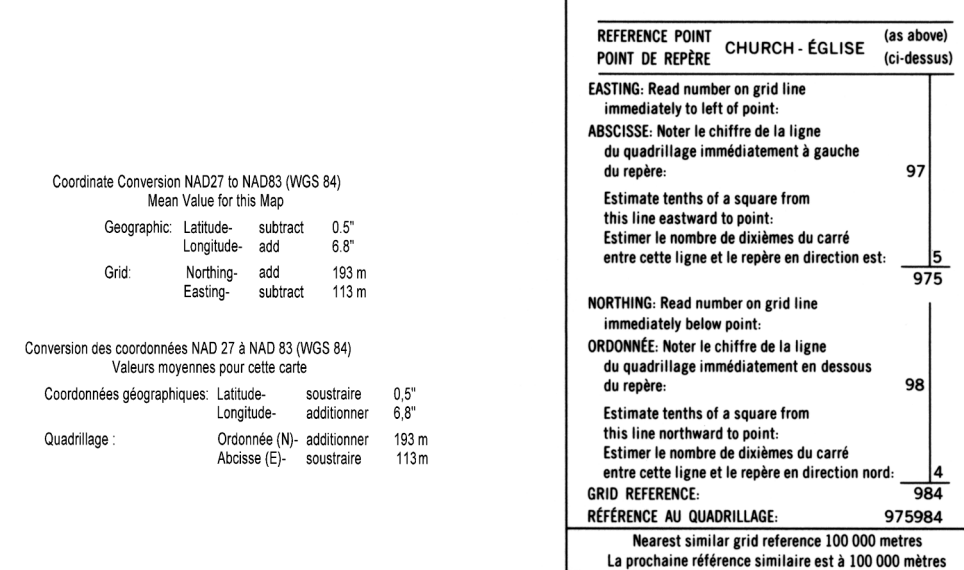 Coordinate Conversion NAD27 to NAD83 (WGS 84)
Mean Value for this Map
Geographic: Latitude- subtract 0.5"
Longitude- add 6.8"
Grid: Northing- add 193 m
Easting- subtract 113 m
Conversion des coordonnées NAD 27 à NAD 83 (WGS 84)
Valeurs moyennes pour cette carte
Coordonnées géographiques: Latitude- soustraire 0,5"
Longitude- additionner 6,8"
Quadrillage : Ordonnée (N)- additionner 193 m
Abcisse (E)- soustraire 113 m
REFERENCE POINT
POINT DE REPÈRE
CHURCH - ÉGLISE
(as above)
(ci-dessus)
EASTING: Read number on grid line
immediately to left of point:
ABSCISSE: Noter le chiffre de la ligne
du quadrillage immédiatement à gauche
du repère: 97
Estimate tenths of a square from
this line eastward to point:
Estimer le nombre de dixièmes du carré
entre cette ligne et le repère en direction est: 5
975
NORTHING: Read number on grid line
immediately below point:
ORDONNÉE: Noter le chiffre de la ligne
du quadrillage immédiatement en dessous
du repère: 98
Estimate tenths of a square from
this line northward to point:
Estimer le nombre de dixièmes du carré
entre cette ligne et le repère en direction nord: 4
GRID REFERENCE: 984
RÉFÉRENCE AU QUADRILLAGE: 975984
Nearest similar grid reference 100 000 metres
La prochaine référence similaire est à 100 000 mètres